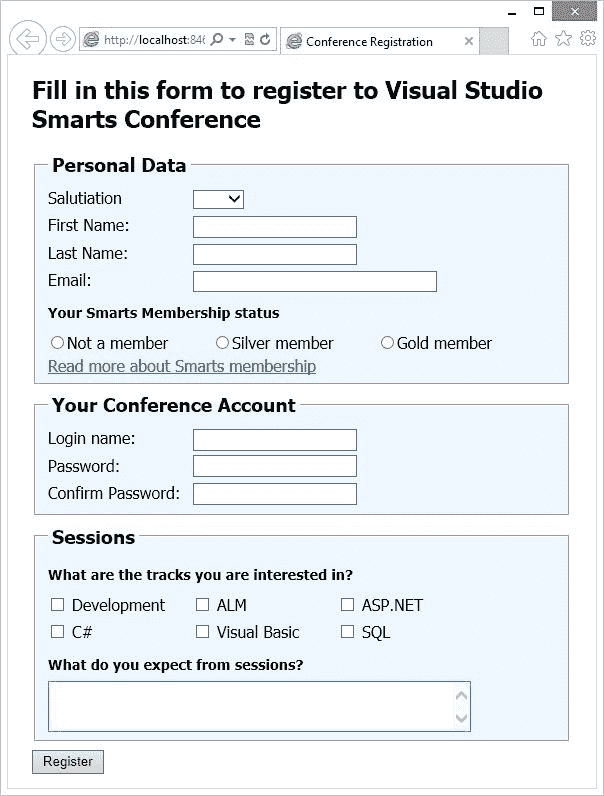 http://localhost:846
Conference Registration
Fill in this form to register to Visual Studio
Smarts Conference
Personal Data
Salutiation
First Name:
Last Name:
Email:
Your Smarts Membership status
Not a member Silver member Gold member
Read more about Smarts membership
Your Conference Account
Login name:
Password:
Confirm Password:
Sessions
What are the tracks you are interested in?
Development ALM ASP.NET
C# Visual Basic SQL
What do you expect from sessions?
Register